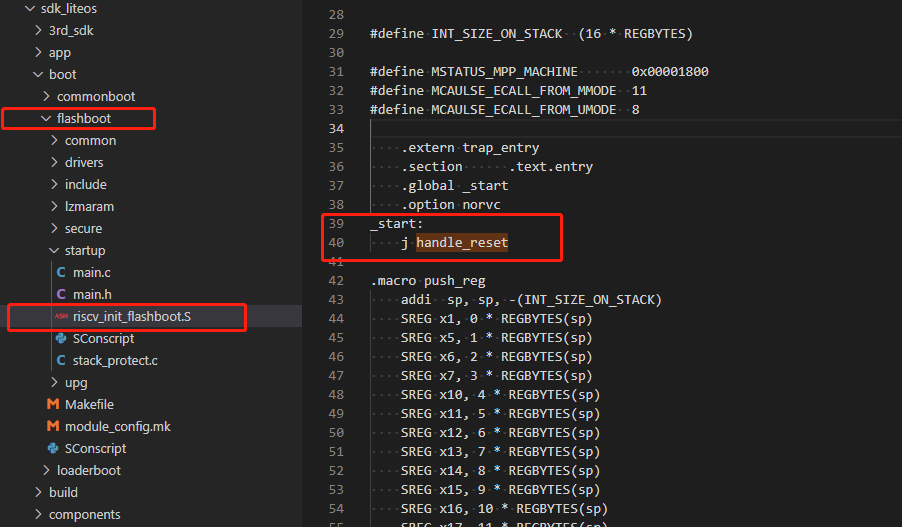 sdk_liteos
3rd_sdk
app
boot
commonboot
flashboot
common
drivers
include
lzmaram
secure
startup
C main.c
C main.h
ASM riscv_init_flashboot.S
SConscript
C stack_protect.c
upg
M Makefile
M module_config.mk
SConscript
loaderboot
build
components
28
29 #define INT_SIZE_ON_STACK (16 * REGBYTES)
30
31 #define MSTATUS_MPP_MACHINE 0x00001800
32 #define MCAULSE_ECALL_FROM_MMODE 11
33 #define MCAULSE_ECALL_FROM_UMODE 8
34
35 .extern trap_entry
36 .section .text.entry
37 .global _start
38 .option norvc
39 _start:
40 j handle_reset
41
42 .macro push_reg
43 addi sp, sp, -(INT_SIZE_ON_STACK)
44 SREG x1, 0 * REGBYTES(sp)
45 SREG x5, 1 * REGBYTES(sp)
46 SREG x6, 2 * REGBYTES(sp)
47 SREG x7, 3 * REGBYTES(sp)
48 SREG x10, 4 * REGBYTES(sp)
49 SREG x11, 5 * REGBYTES(sp)
50 SREG x12, 6 * REGBYTES(sp)
51 SREG x13, 7 * REGBYTES(sp)
52 SREG x14, 8 * REGBYTES(sp)
53 SREG x15, 9 * REGBYTES(sp)
54 SREG x16, 10 * REGBYTES(sp)
55 SREG x17, 11 * REGBYTES(sp)